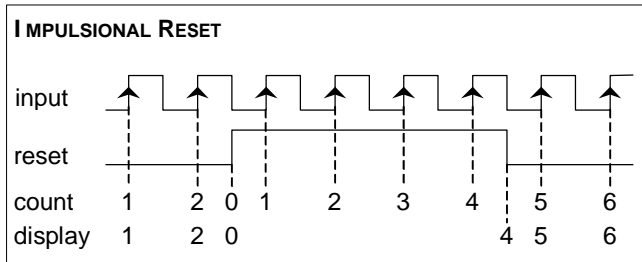 IMPULSIONAL RESET
input
reset
count 1 2 0 1 2 3 4 5 6
display 1 2 0 4 5 6